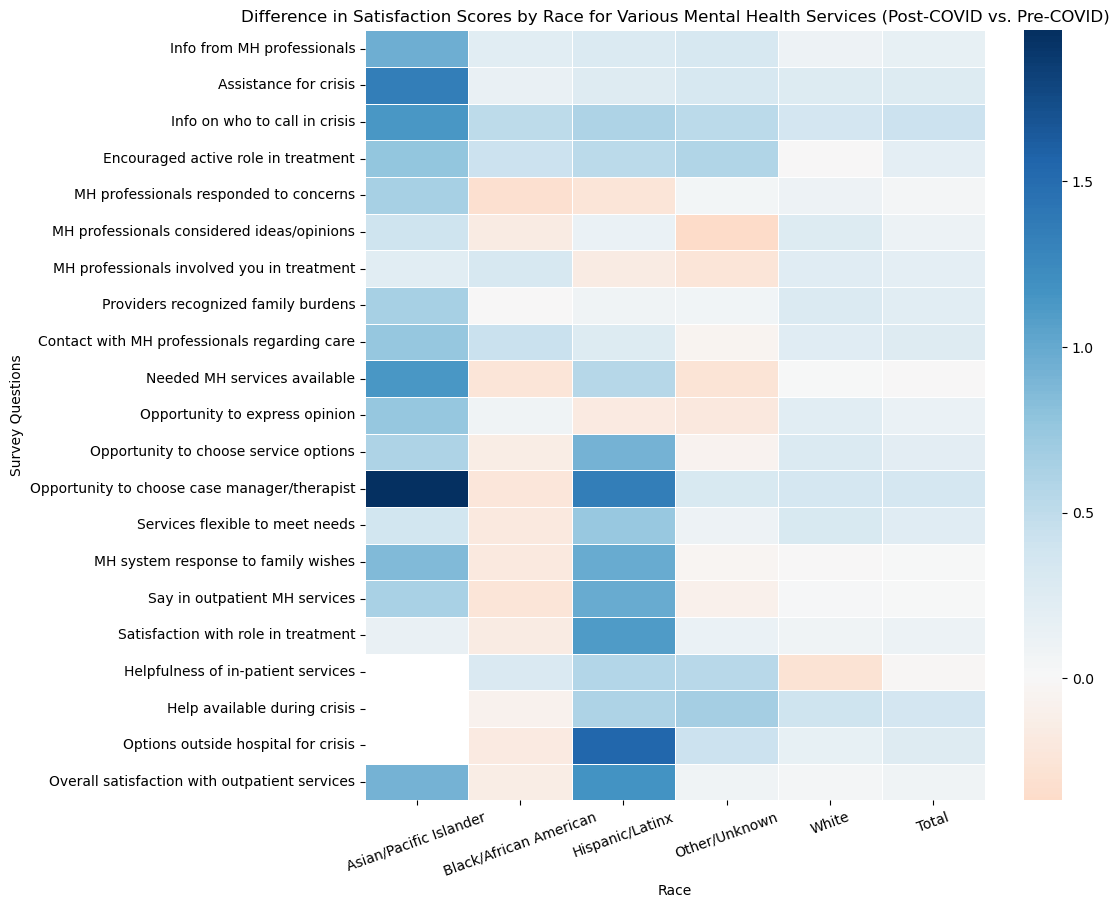 Difference in Satisfaction Scores by Race for Various Mental Health Services (Post-COVID vs. Pre-COVID)
Survey Questions
Info from MH professionals
Assistance for crisis
Info on who to call in crisis
Encouraged active role in treatment
MH professionals responded to concerns
MH professionals considered ideas/opinions
MH professionals involved you in treatment
Providers recognized family burdens
Contact with MH professionals regarding care
Needed MH services available
Opportunity to express opinion
Opportunity to choose service options
Opportunity to choose case manager/therapist
Services flexible to meet needs
MH system response to family wishes
Say in outpatient MH services
Satisfaction with role in treatment
Helpfulness of in-patient services
Help available during crisis
Options outside hospital for crisis
Overall satisfaction with outpatient services
Asian/Pacific Islander
Black/African American
Hispanic/Latinx
Other/Unknown
White
Total
Race
1.5
1.0
0.5
0.0